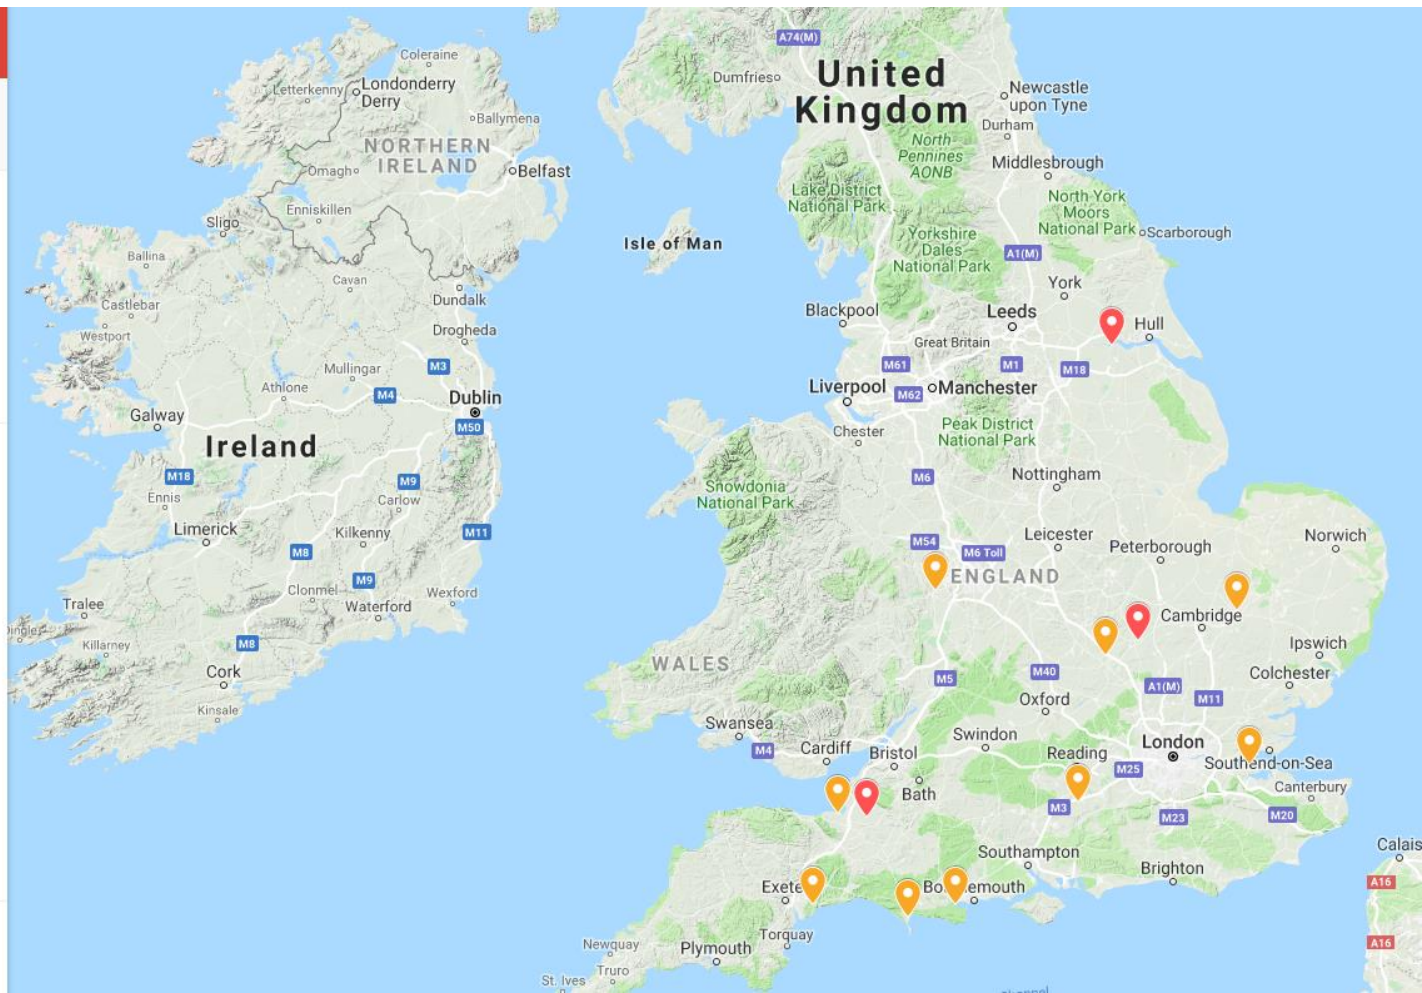 A74(M)
Coleraine
United
Kingdom
Dumfries
Londonderry
Derry
Letterkenny
Newcastle
upon Tyne
Ballymena
Durham
NORTHERN
IRELAND
North
Pennines
AONB
Middlesbrough
Omagh
Belfast
Lake District
National Park
North York
Moors
National Park
Enniskillen
Sligo
Isle of Man
Yorkshire
Dales
National Park
Scarborough
Ballina
A1(M)
Cavan
York
Castlebar
Dundalk
Blackpool
Leeds
Hull
Westport
Drogheda
Great Britain
Mullingar
M3
M61
M1
M18
Athlone
M4
Dublin
Liverpool
M62
Manchester
Galway
M50
Chester
Peak District
National Park
Ireland
M18
M9
M6
Nottingham
Ennis
Carlow
Snowdonia
National Park
Limerick
Kilkenny
M11
Leicester
Norwich
M8
M54
M6 Toll
Peterborough
ENGLAND
M9
Clonmel
Wexford
Tralee
Waterford
Cambridge
Dingle
Killarney
M8
Ipswich
WALES
Cork
M5
M40
Colchester
A1(M)
M11
Kinsale
Oxford
Swansea
Swindon
London
M4
Cardiff
Bristol
Reading
M25
Southend-on-Sea
Bath
Canterbury
M3
M23
M20
Southampton
Calais
Brighton
A16
Exete
Bo
emouth
Torquay
Newquay
Plymouth
A16
Truro
St. Ives
Channel